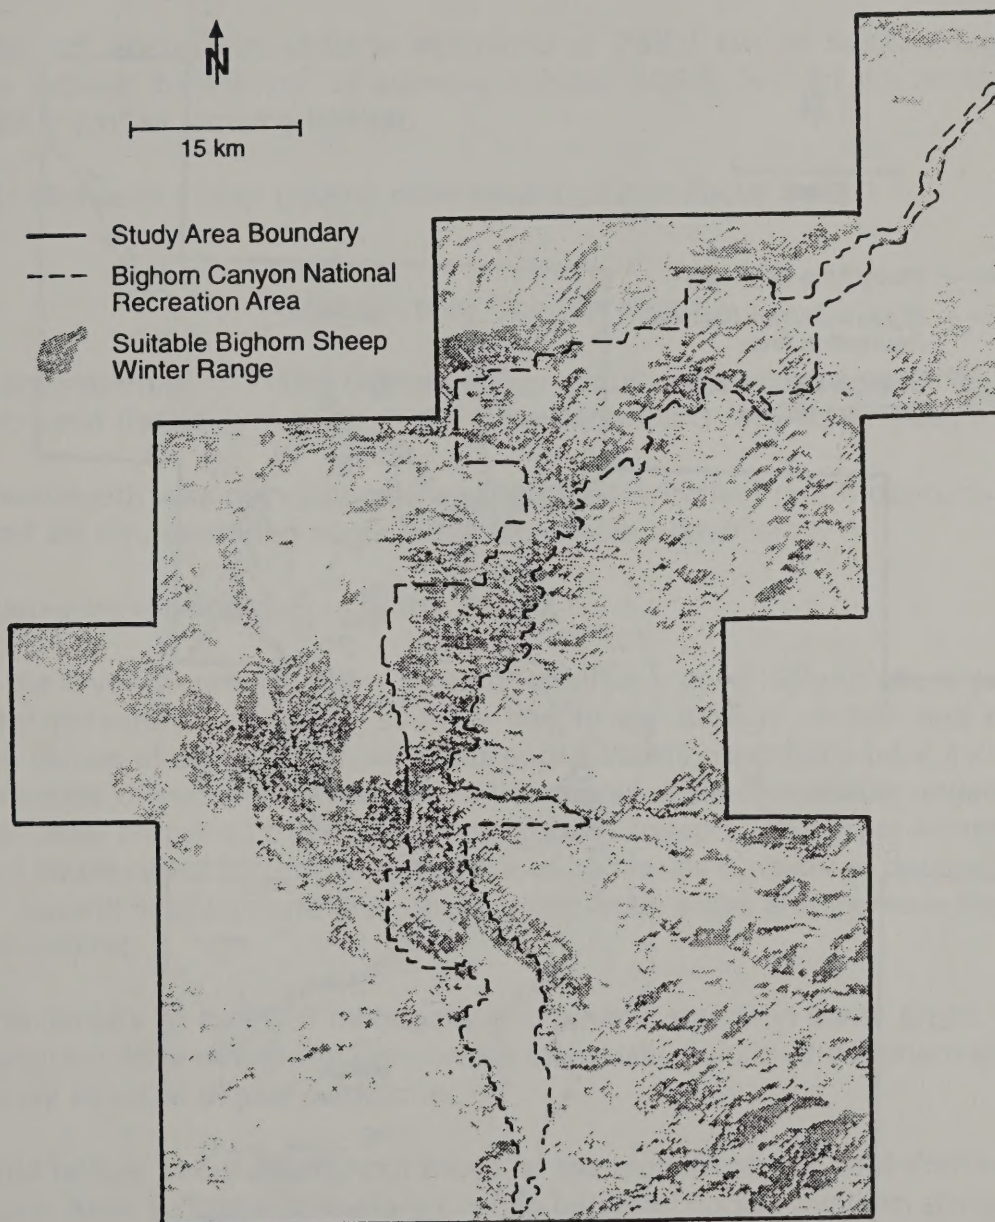 N
15 km
Study Area Boundary
Bighorn Canyon National
Recreation Area
Suitable Bighorn Sheep
Winter Range